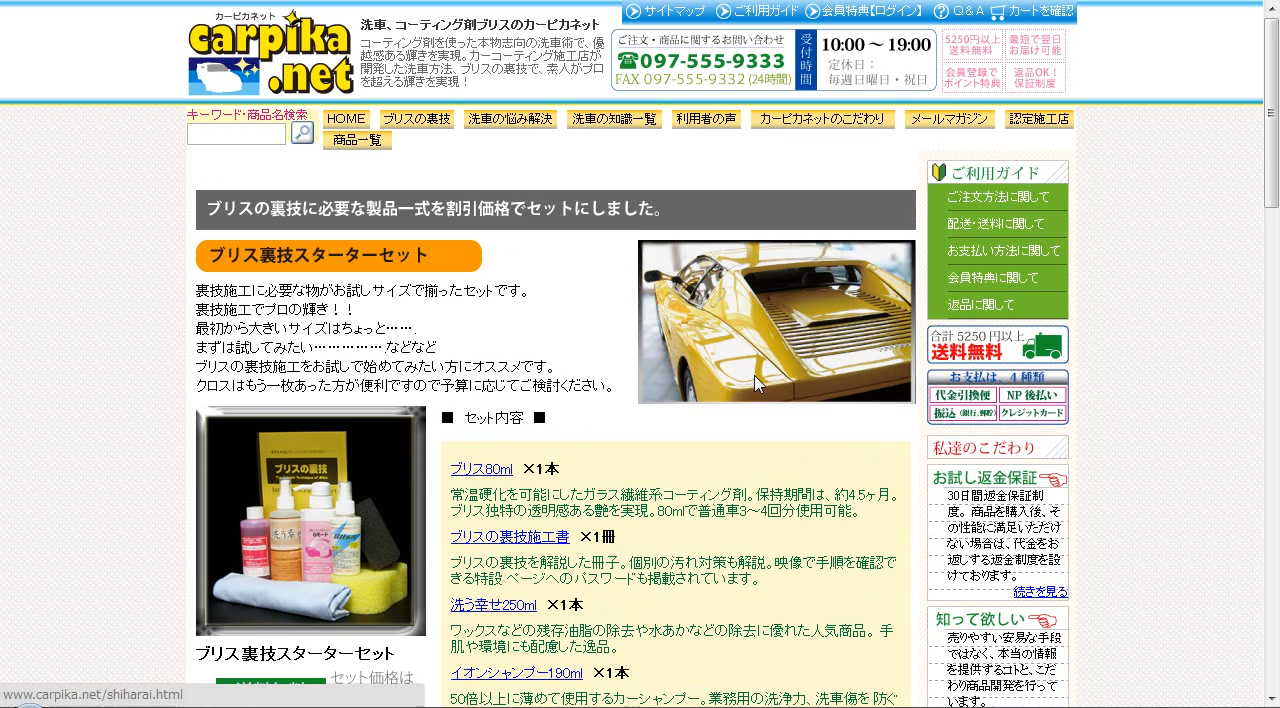 サイトマップ ご利用ガイド 会員特典【ログイン】 Q&A カートを確認
カーピカネット
carpika
.net
洗車、コーティング剤ブリスのカーピカネット
コーティング剤を使った本物志向の洗車術で、優
越感ある輝きを実現。カーコーティング施工店が
開発した洗車方法。ブリスの裏技で、素人がプロ
を超える輝きを実現！
ご注文・商品に関するお問い合わせ
097-555-9333
FAX 097-555-9332 (24時間)
受付時間
10:00～19:00
定休日：
毎週日曜日・祝日
5250円以上
送料無料
最短で翌日
お届け可能
会員登録で
ポイント特典
返品OK！
保証制度
キーワード・商品名検索
HOME ブリスの裏技 洗車の悩み解決 洗車の知識一覧 利用者の声 カーピカネットのこだわり メールマガジン 認定施工店
商品一覧
ブリスの裏技に必要な製品一式を割引価格でセットにしました。
ブリス裏技スターターセット
裏技施工に必要な物がお試しサイズで揃ったセットです。
裏技施工で一生の輝き！！
最初から大きいサイズはちょっと……
まずは試してみたい……………などなど
ブリスの裏技施工をお試しで始めてみたい方にオススメです。
クロスはもう一枚あった方が便利ですので予算に応じてご検討ください。
■ セット内容 ■
ブリス80ml ×1本
常温硬化を可能にしたガラス繊維系コーティング剤。保持期間は、約4.5ヶ月。
ブリス独特の透明感ある艶を実現。80mlで普通車3～4回分使用可能。
ブリスの裏技施工書 ×1冊
ブリスの裏技を解説した冊子。個別の汚れ対策も解説。映像で手順を確認で
きる特設 ページへのパスワードも掲載されています。
洗う幸せ250ml ×1本
ワックスなどの残存油脂の除去や水あかなどの除去に優れた人気商品。 手
肌や環境にも配慮した逸品。
イオンシャンプー190ml ×1本
50倍以上に薄めて使用するカーシャンプー。業務用の洗浄力、洗車傷を 防ぐ
ブリスの裏技
洗う幸せ
ブリス裏技スターターセット
セット価格は
www.carpika.net/shiharai.html
ご利用ガイド
ご注文方法に関して
配送・送料に関して
お支払い方法に関して
会員特典に関して
返品に関して
合計 5250 円以上
送料無料
お支払は、4 種類
代金引換便 NP 後払い
振込(銀行､郵貯) クレジットカード
私達のこだわり
お試し返金保証
30日間返金保証制
度。 商品を購入後、そ
の性能に満足いただけ
ない場合は、代金をお
返しする返金制度を設
けております。
続きを見る
知って欲しい
売りやすい安易な手段
ではなく、本当の情報
を提供するコトと、こだ
わり商品開発を行って
います。